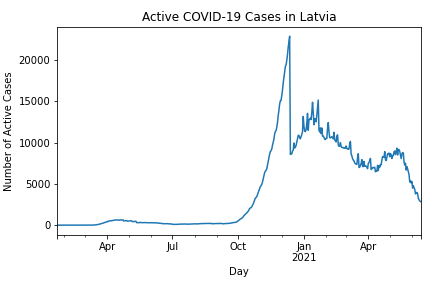 Active COVID-19 Cases in Latvia
Number of Active Cases
20000
15000
10000
5000
0
Apr
Jul
Oct
Jan
2021
Apr
Day